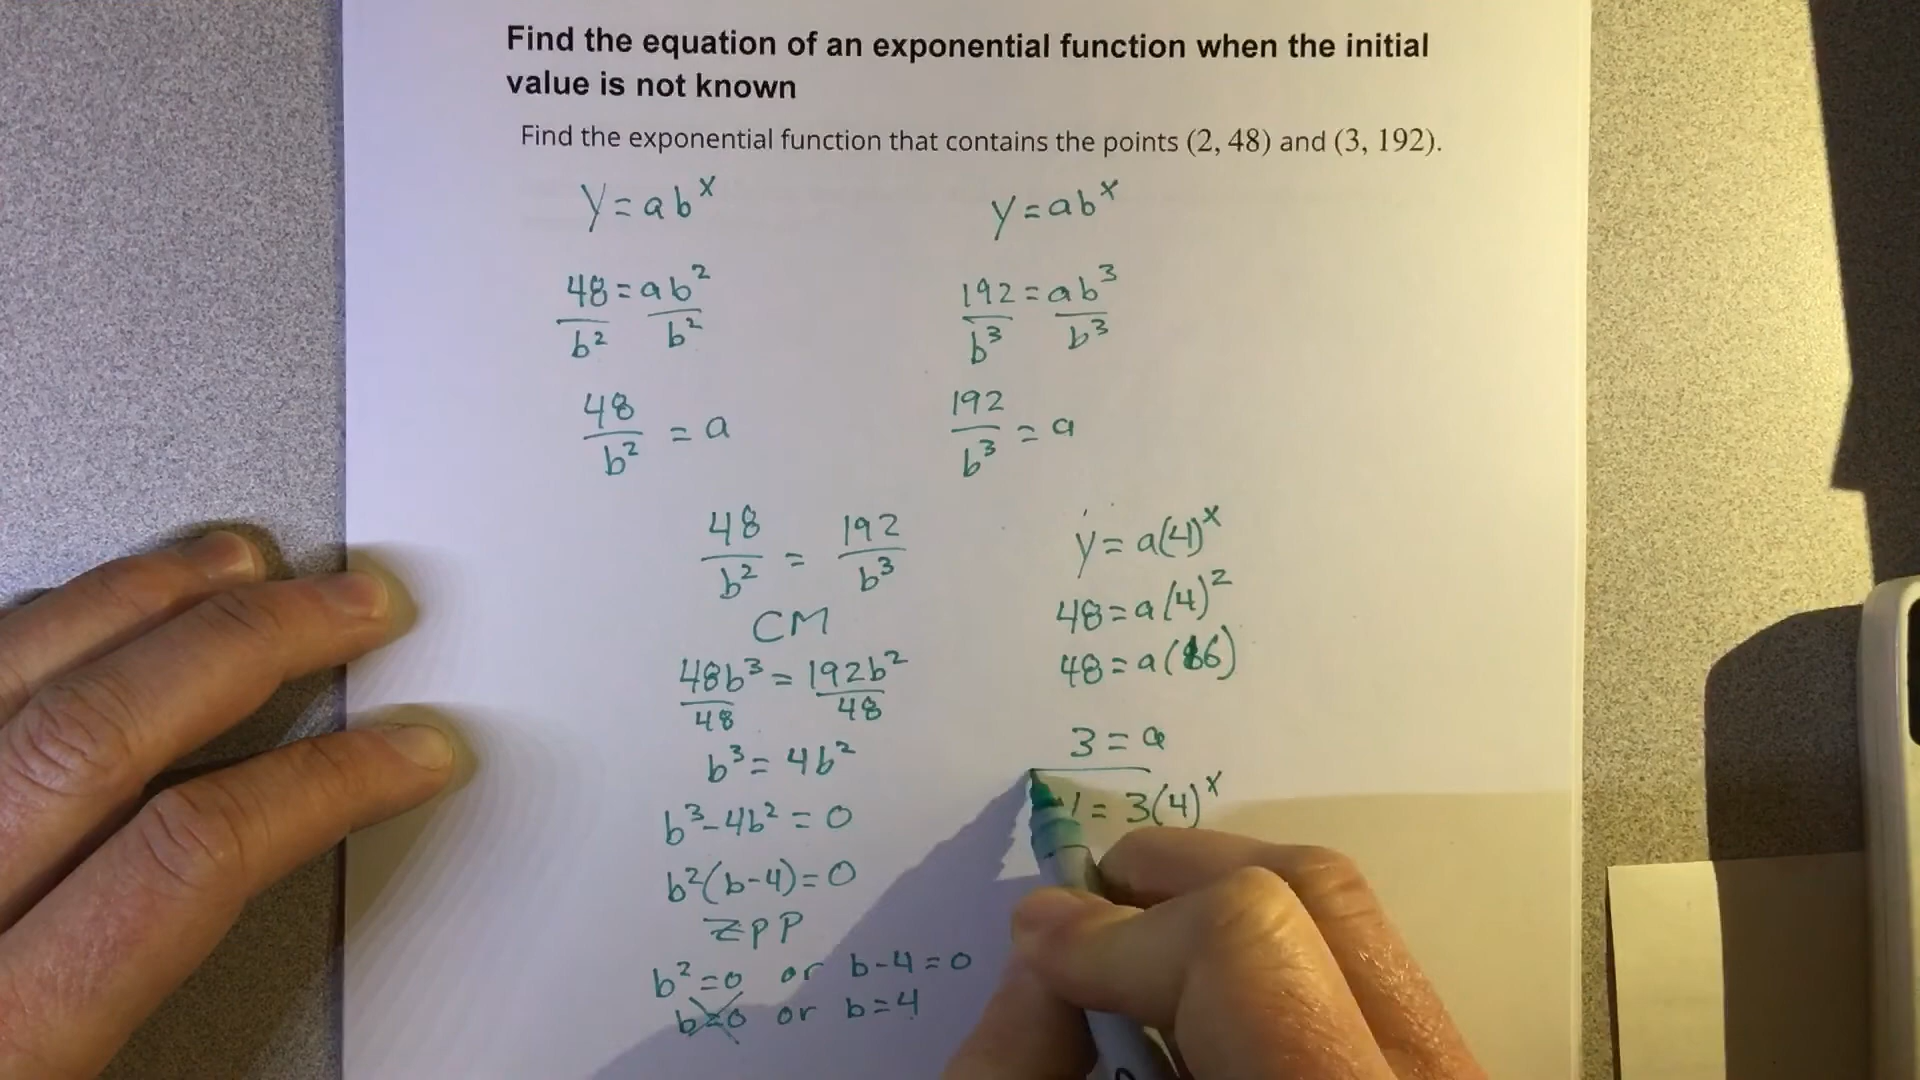 Find the equation of an exponential function when the initial
value is not known
Find the exponential function that contains the points (2, 48) and (3, 192).
y = ab^x
48 = ab^2
b^2 b^2
48/b^2 = a
y = ab^x
192 = ab^3
b^3 b^3
192/b^3 = a
48/b^2 = 192/b^3
CM
48b^3 = 192b^2
48 48
b^3 = 4b^2
b^3 - 4b^2 = 0
b^2(b-4) = 0
ZPP
b^2 = 0 or b-4 = 0
b=0 or b=4
y = a(4)^x
48 = a(4)^2
48 = a(16)
3 = a
= 3(4)^x